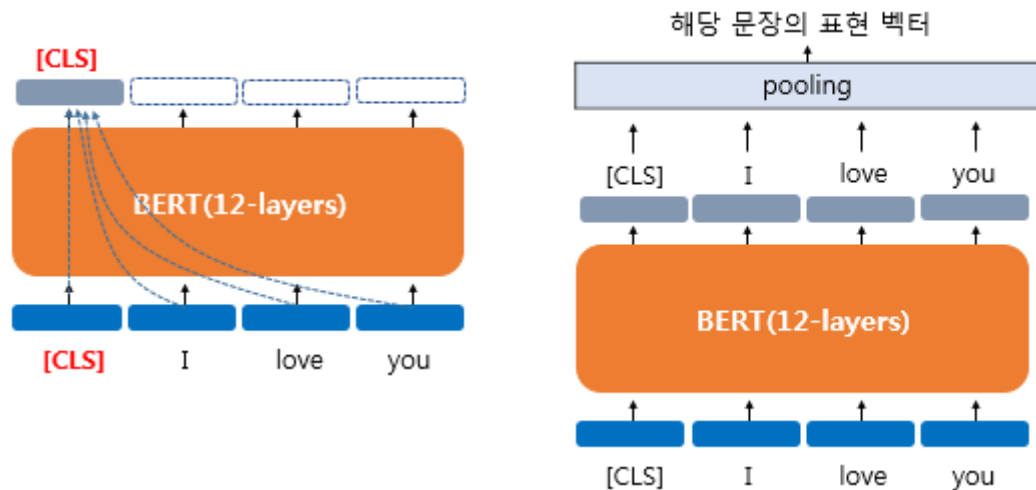 [CLS]
BERT(12-layers)
[CLS] I love you
해당 문장의 표현 벡터
pooling
[CLS] I love you
BERT(12-layers)
[CLS] I love you